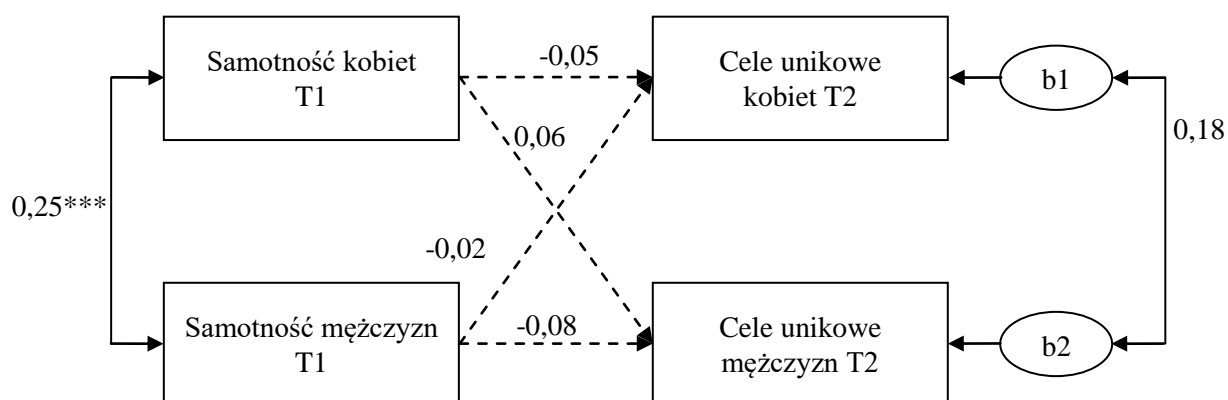 Samotność kobiet
T1
-0,05
Cele unikowe
kobiet T2
b1
0,06
0,18
0,25***
-0,02
Samotność mężczyzn
T1
-0,08
Cele unikowe
mężczyzn T2
b2